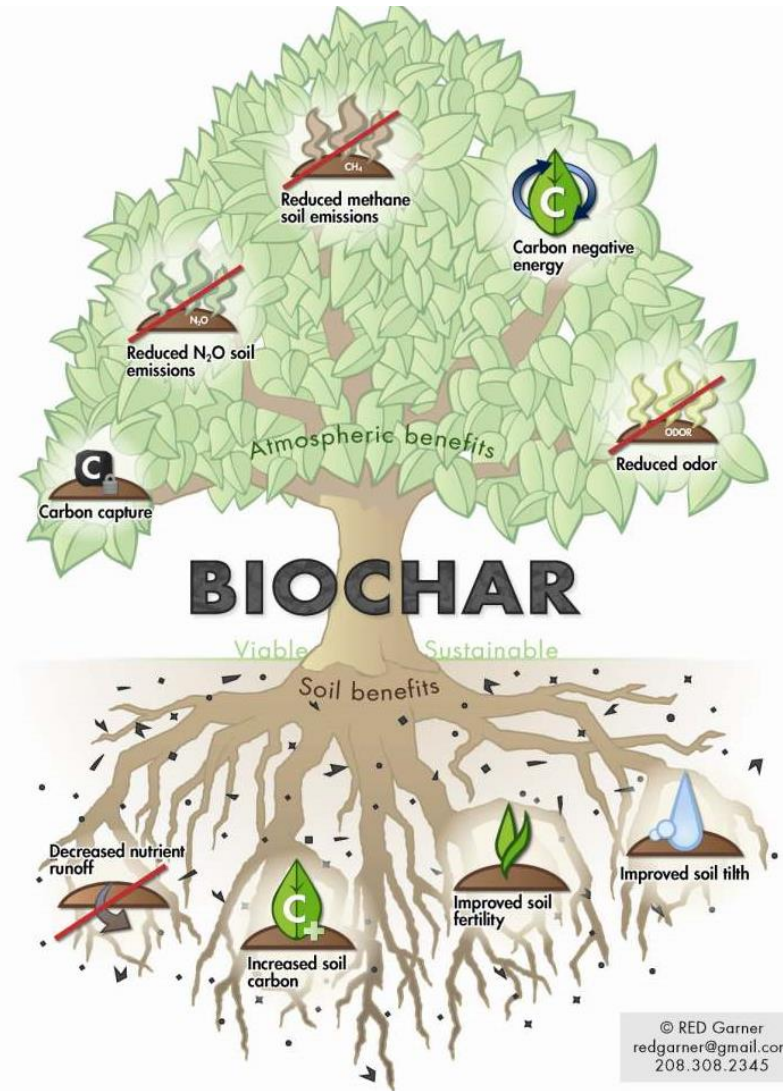 CH₄
Reduced methane
soil emissions
C
Carbon negative
energy
N₂O
Reduced N₂O soil
emissions
ODOR
Reduced odor
Atmospheric benefits
C
Carbon capture
BIOCHAR
Viable
Sustainable
Soil benefits
Decreased nutrient
runoff
C
Increased soil
carbon
Improved soil
fertility
Improved soil tilth
© RED Garner
redgarner@gmail.con
208.308.2345